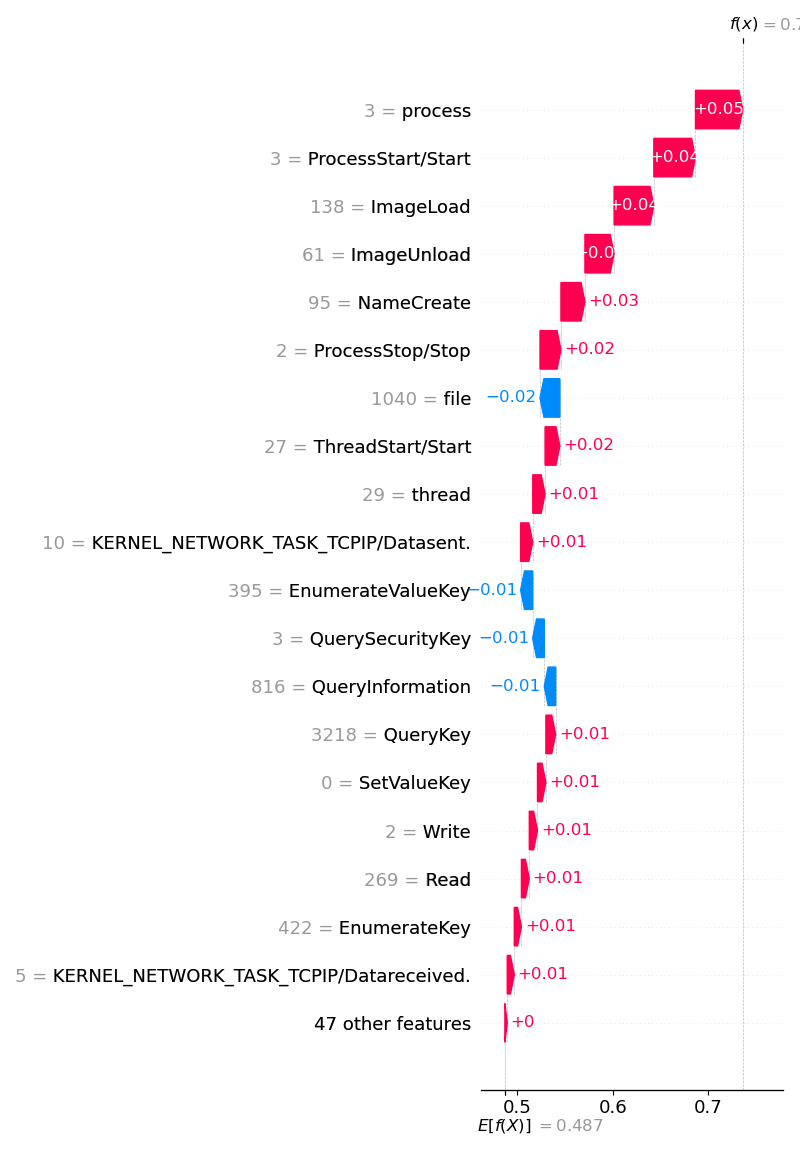 f(x) = 0.7
3 = process +0.05
3 = ProcessStart/Start +0.04
138 = ImageLoad +0.04
61 = ImageUnload
95 = NameCreate +0.03
2 = ProcessStop/Stop +0.02
1040 = file −0.02
27 = ThreadStart/Start +0.02
29 = thread +0.01
10 = KERNEL_NETWORK_TASK_TCPIP/Datasent. +0.01
395 = EnumerateValueKey −0.01
3 = QuerySecurityKey −0.01
816 = QueryInformation −0.01
3218 = QueryKey +0.01
0 = SetValueKey +0.01
2 = Write +0.01
269 = Read +0.01
422 = EnumerateKey +0.01
5 = KERNEL_NETWORK_TASK_TCPIP/Datareceived. +0.01
47 other features +0
0.5 0.6 0.7
E[f(X)] = 0.487